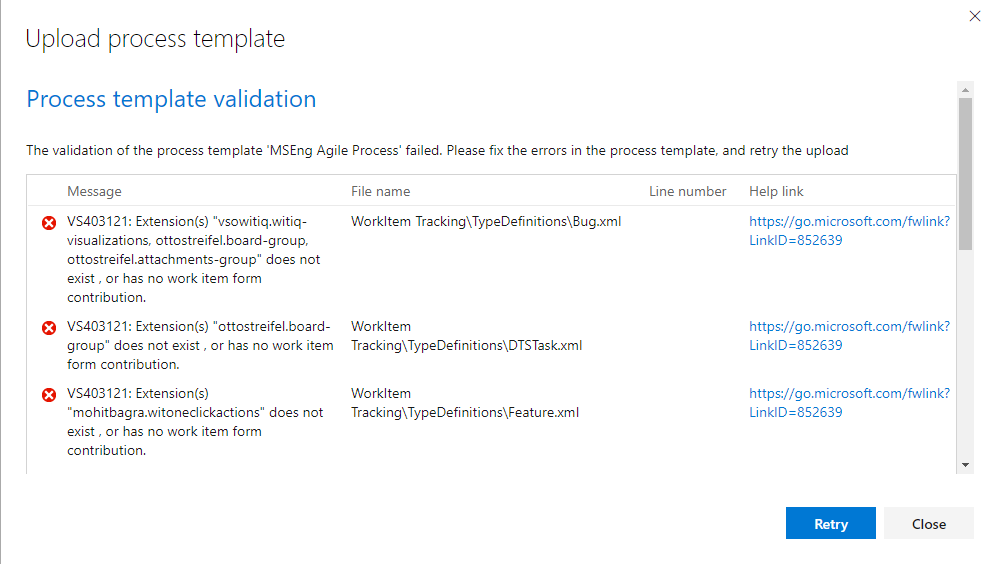 Upload process template
Process template validation
The validation of the process template 'MSEng Agile Process' failed. Please fix the errors in the process template, and retry the upload
Message File name Line number Help link
VS403121: Extension(s) "vsowitiq.witiq-
visualizations, ottostreifel.board-group,
ottostreifel.attachments-group" does not
exist , or has no work item form
contribution.
WorkItem Tracking\TypeDefinitions\Bug.xml
https://go.microsoft.com/fwlink?
LinkID=852639
VS403121: Extension(s) "ottostreifel.board-
group" does not exist , or has no work item
form contribution.
WorkItem
Tracking\TypeDefinitions\DTSTask.xml
https://go.microsoft.com/fwlink?
LinkID=852639
VS403121: Extension(s)
"mohitbagra.witoneclickactions" does not
exist , or has no work item form
contribution.
WorkItem
Tracking\TypeDefinitions\Feature.xml
https://go.microsoft.com/fwlink?
LinkID=852639
Retry Close